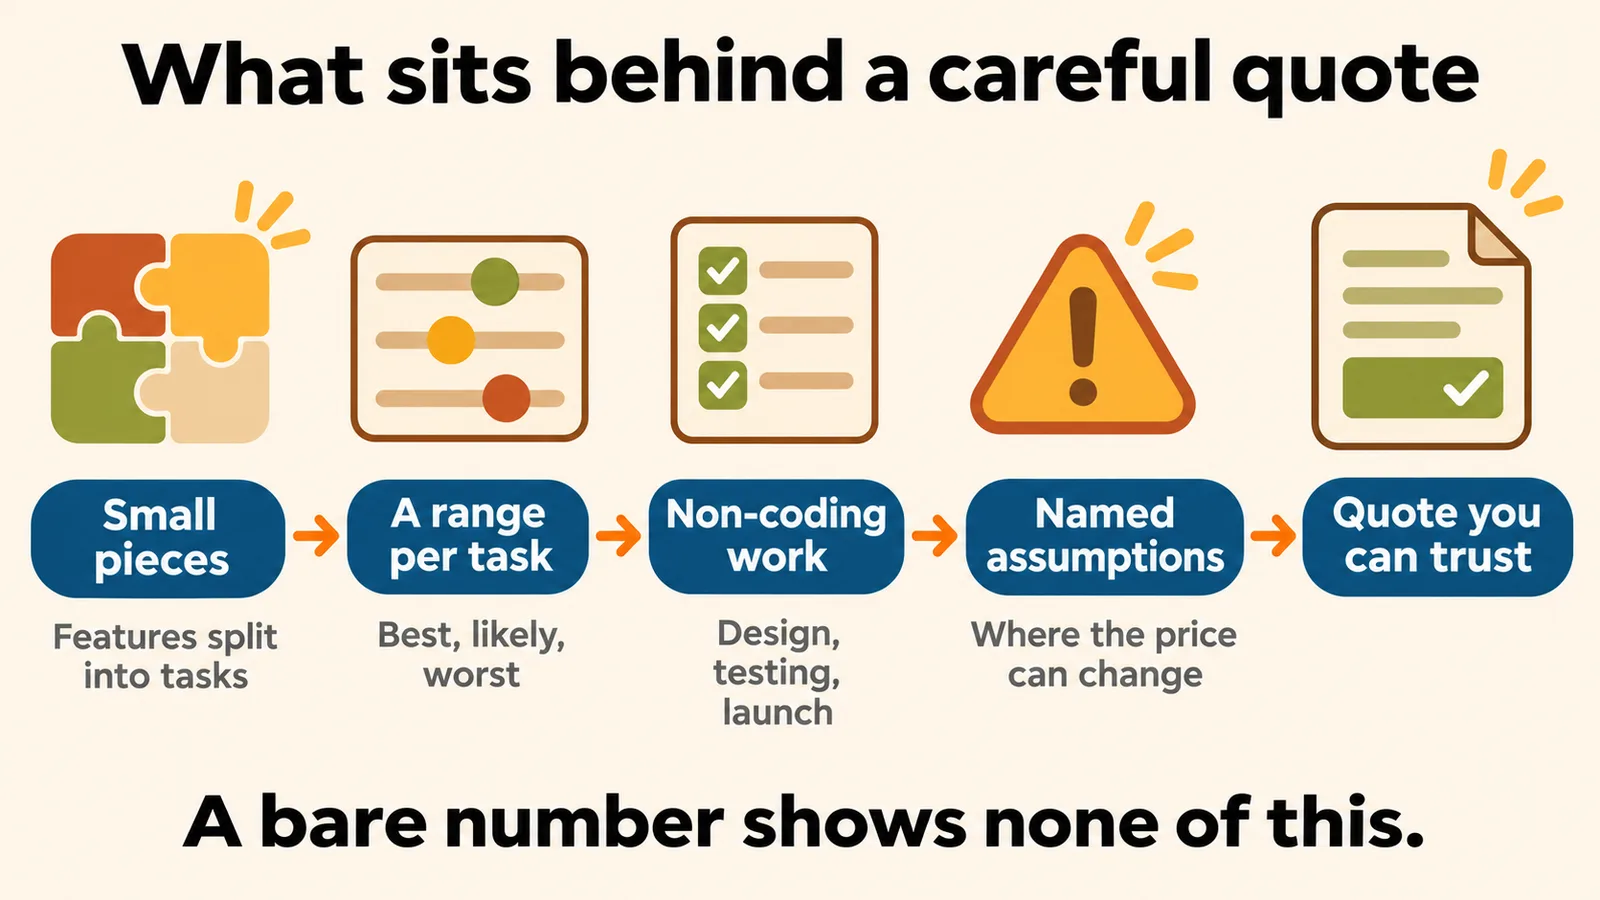 What sits behind a careful quote
Small
pieces
Features split
into tasks
A range
per task
Best, likely,
worst
Non-coding
work
Design,
testing,
launch
Named
assumptions
Where the price
can change
Quote you
can trust
A bare number shows none of this.